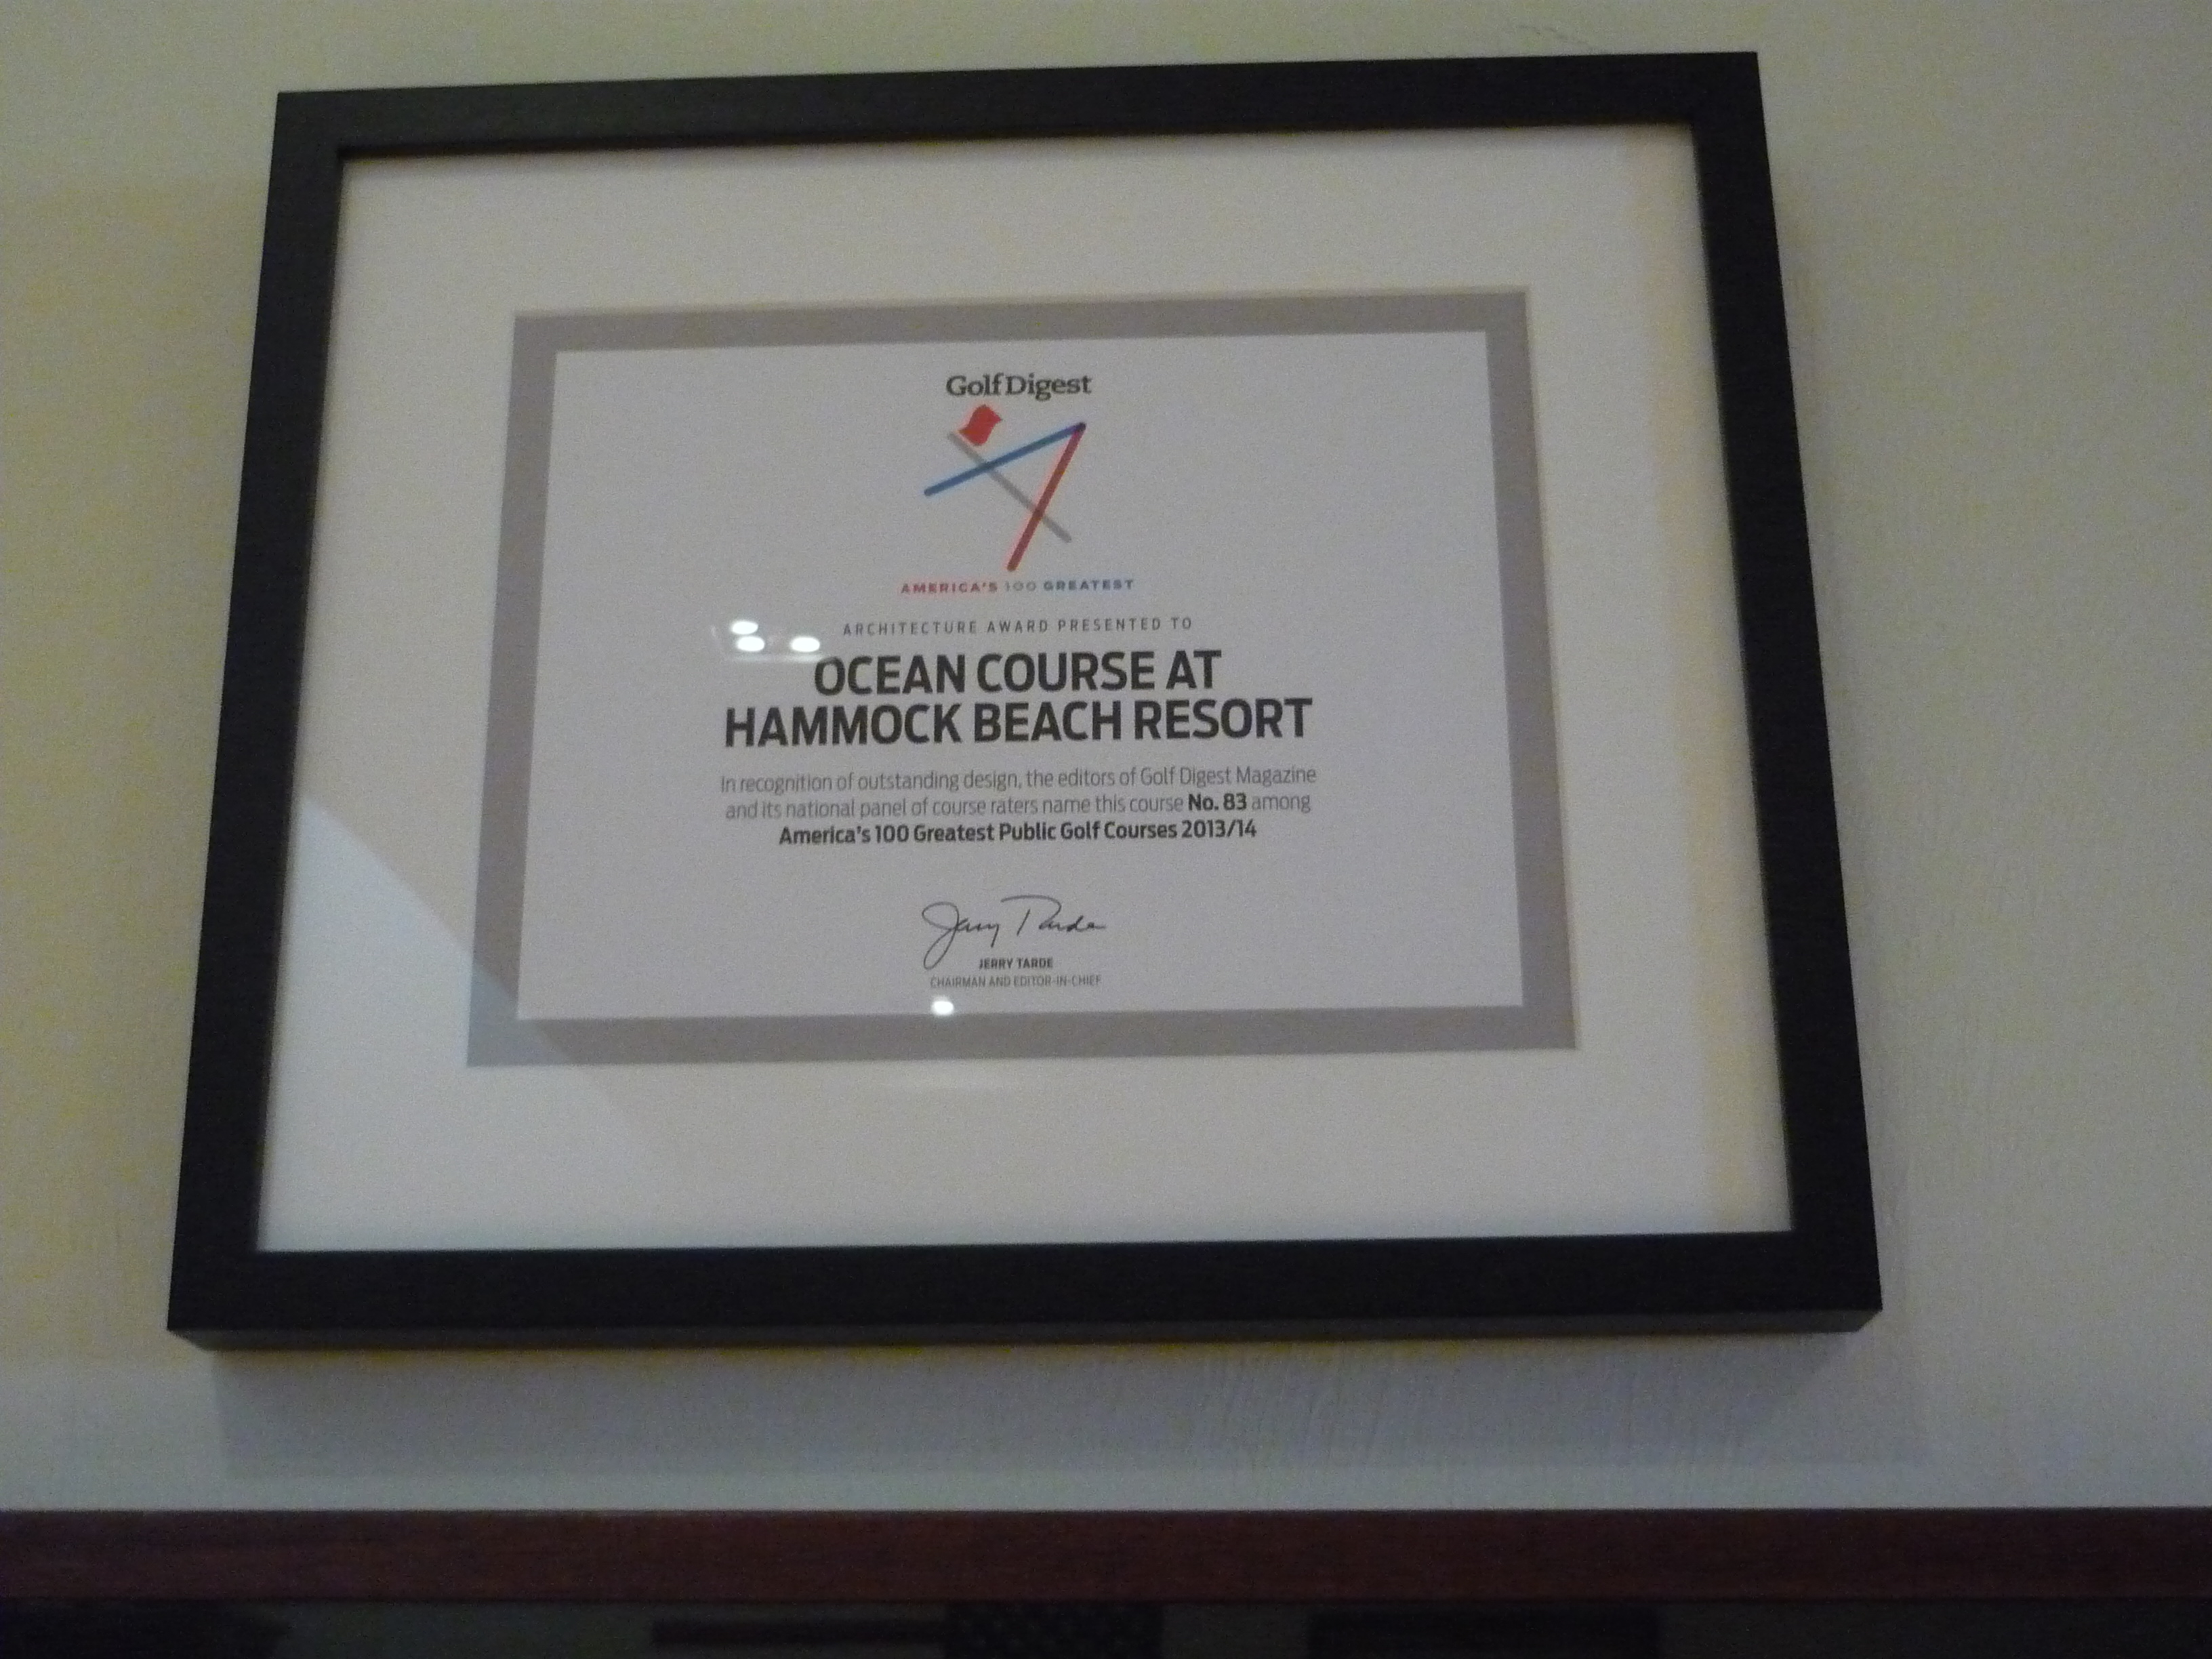 Golf Digest
AMERICA'S 100 GREATEST
ARCHITECTURE AWARD PRESENTED TO
OCEAN COURSE AT
HAMMOCK BEACH RESORT
In recognition of outstanding design, the editors of Golf Digest Magazine
and its national panel of course raters name this course No. 83 among
America's 100 Greatest Public Golf Courses 2013/14
Jerry Tarde
JERRY TARDE
CHAIRMAN AND EDITOR-IN-CHIEF